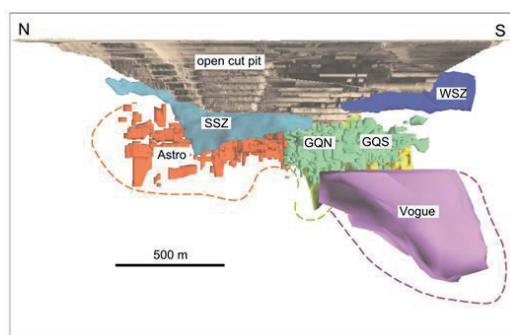 N S
open cut pit
WSZ
SSZ
GQN GQS
Astro
Vogue
500 m